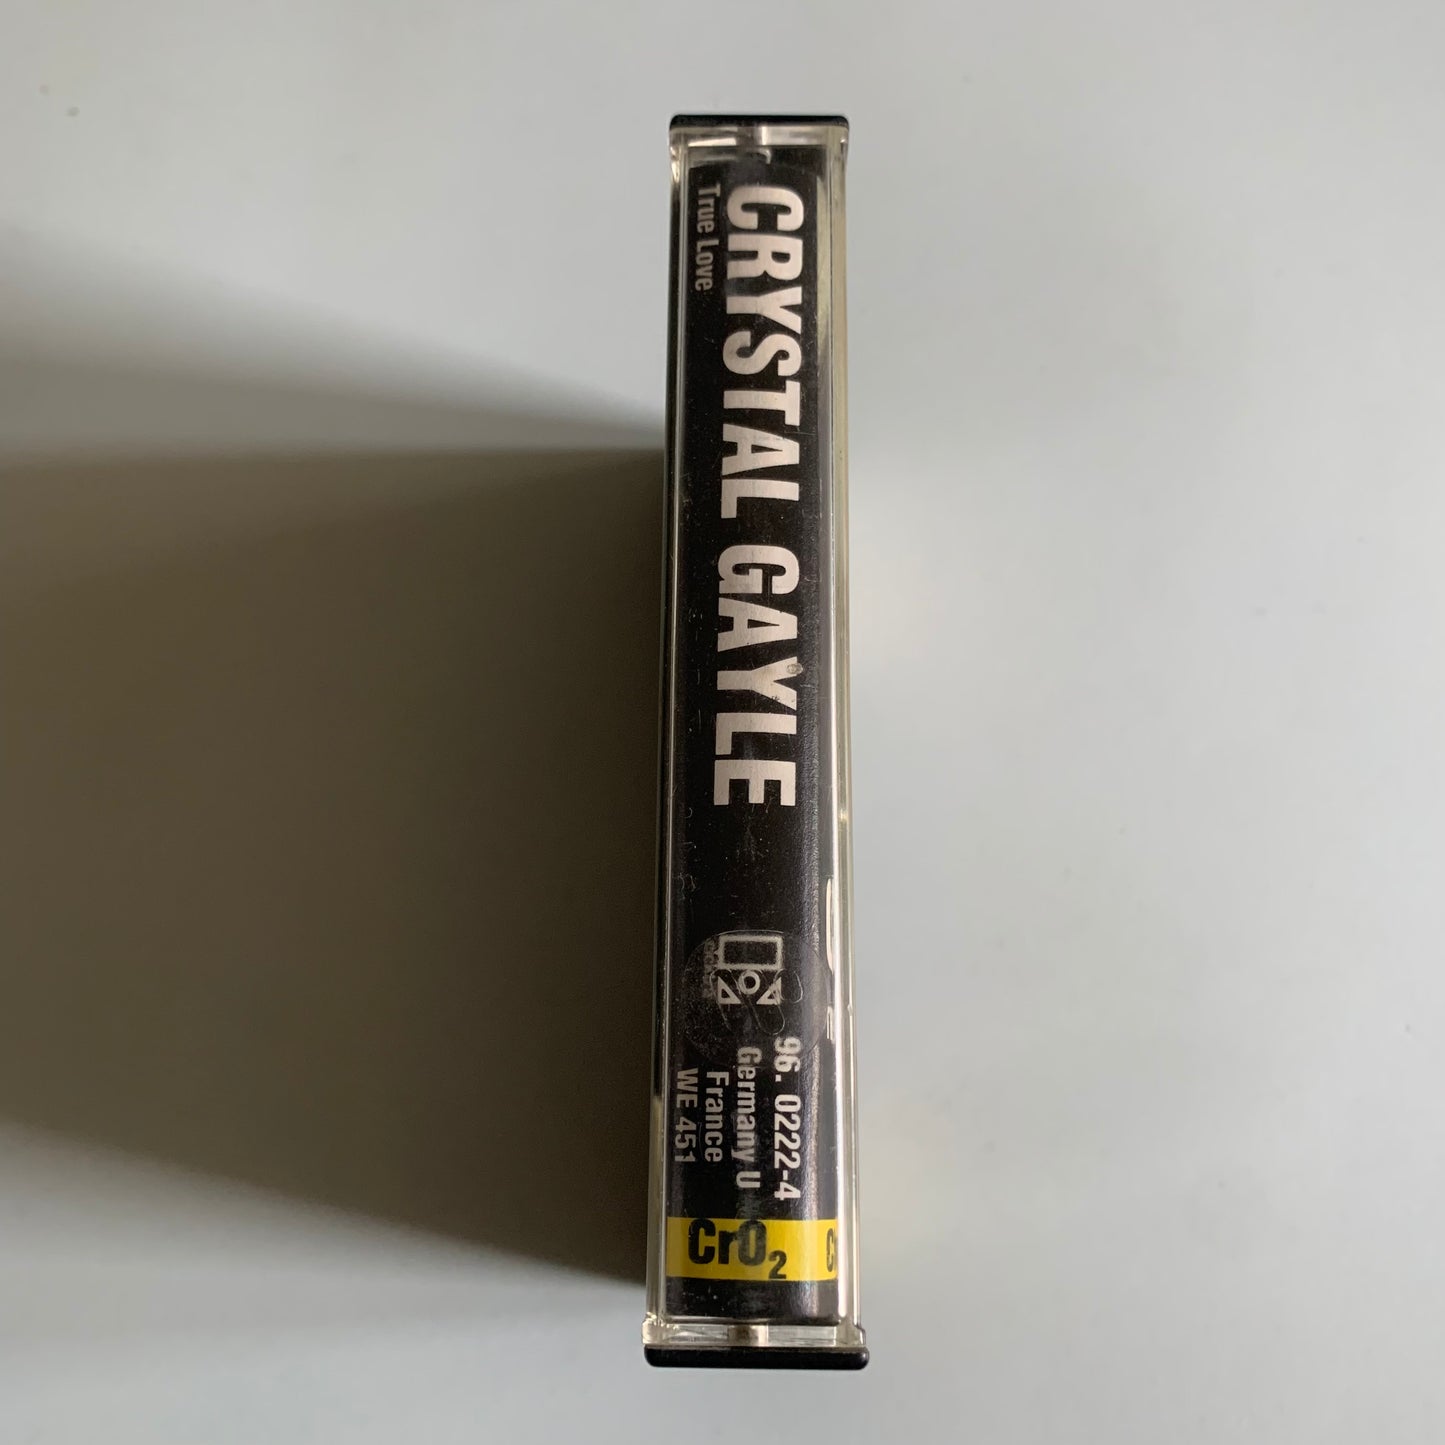 CRYSTAL GAYLE
True Love
96. 0222-4
Germany U
France
WE 451
CrO₂